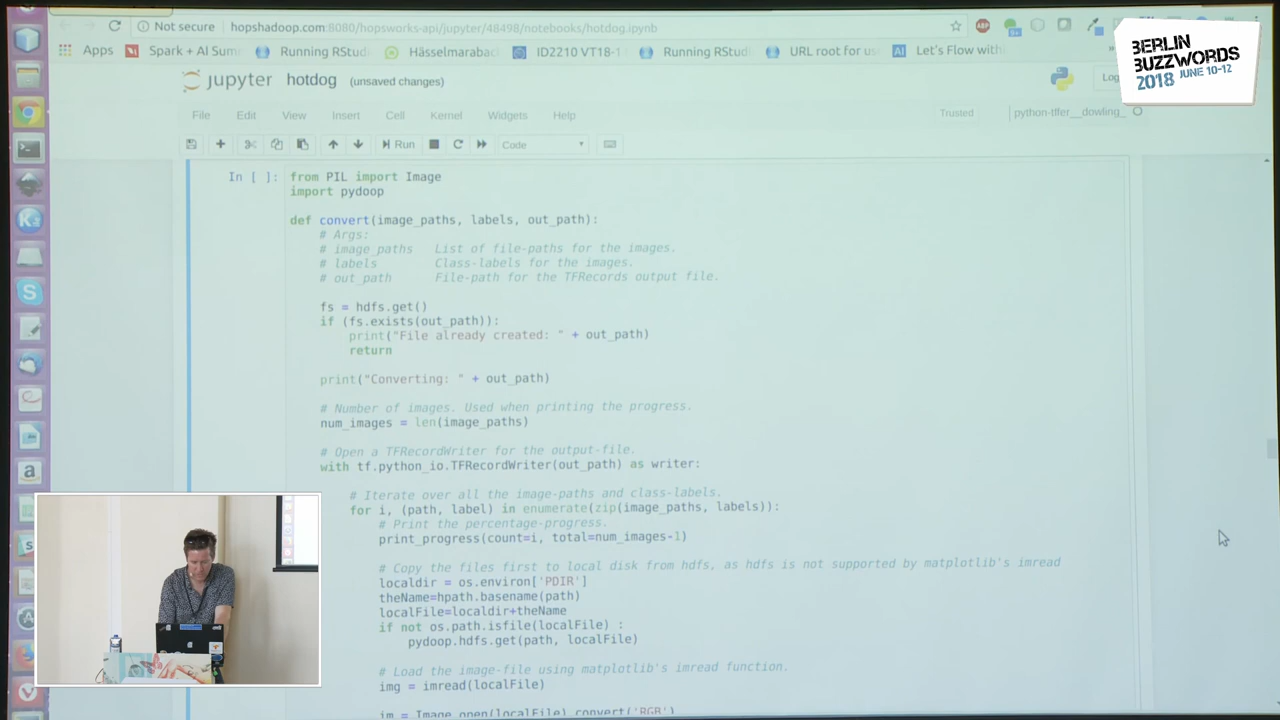 Not secure hopshadoop.com:8080/hopsworks-api/jupyter/48498/notebooks/hotdog.ipynb
Apps Spark + AI Sum Running RStudi Hässelmaraba ID2210 VT18-1 Running RStudi URL root for us Let's Flow with
BERLIN
BUZZWORDS
2018 JUNE 10-12
jupyter hotdog (unsaved changes)
File Edit View Insert Cell Kernel Widgets Help Trusted python-tffer__dowling_
Run Code
In [ ]:
from PIL import Image
import pydoop
def convert(image_paths, labels, out_path):
# Args:
# image_paths List of file-paths for the images.
# labels Class-labels for the images.
# out_path File-path for the TFRecords output file.
fs = hdfs.get()
if (fs.exists(out_path)):
print("File already created: " + out_path)
return
print("Converting: " + out_path)
# Number of images. Used when printing the progress.
num_images = len(image_paths)
# Open a TFRecordWriter for the output-file.
with tf.python_io.TFRecordWriter(out_path) as writer:
# Iterate over all the image-paths and class-labels.
for i, (path, label) in enumerate(zip(image_paths, labels)):
# Print the percentage-progress.
print_progress(count=i, total=num_images-1)
# Copy the files first to local disk from hdfs, as hdfs is not supported by matplotlib's imread
localdir = os.environ['PDIR']
theName=hpath.basename(path)
localFile=localdir+theName
if not os.path.isfile(localFile) :
pydoop.hdfs.get(path, localFile)
# Load the image-file using matplotlib's imread function.
img = imread(localFile)
im = Image.open(localFile).convert('RGB')